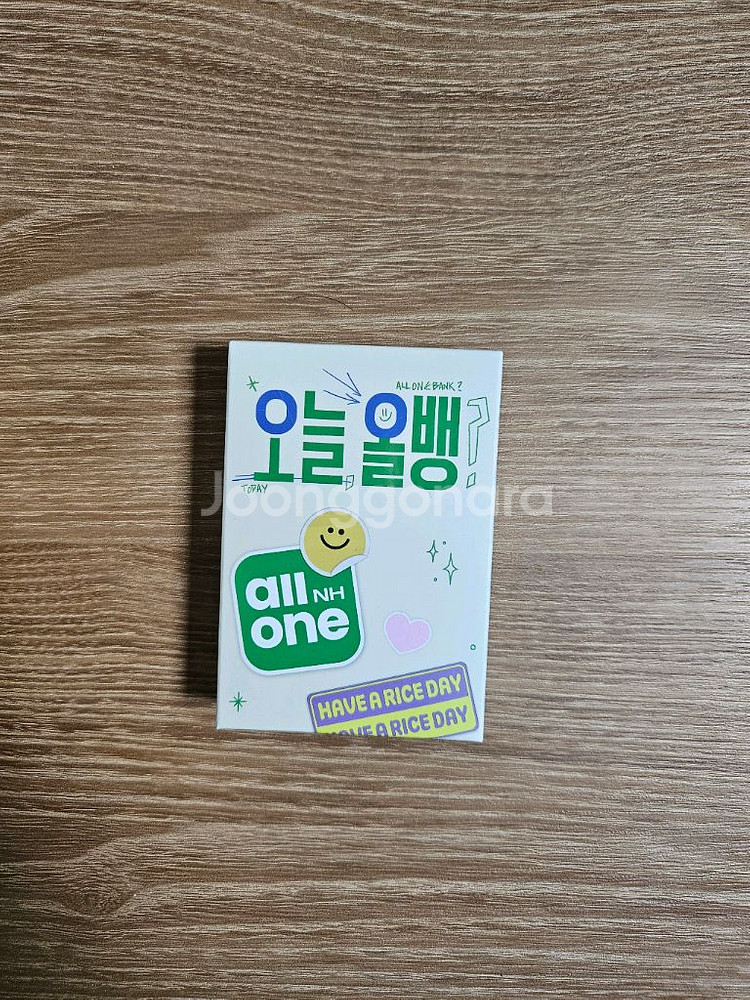 ALL ONE BANK?
오늘, 올뱅?
TODAY
Joonggonara
all NH
one
HAVE A RICE DAY
HAVE A RICE DAY